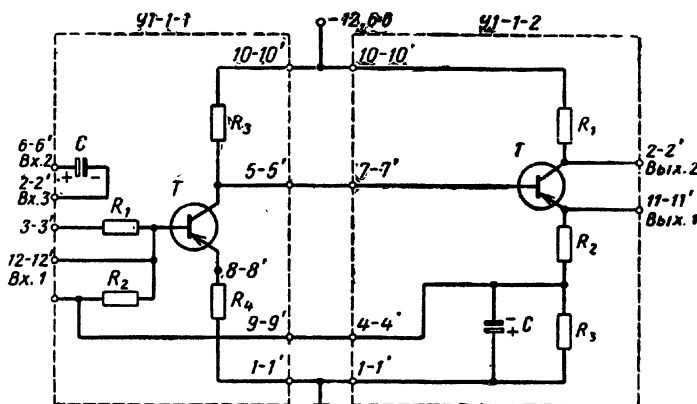 У1-1-1
-12,6 в
У1-1-2
10-10'
10-10'
6-6'
Вх.2
C
+ -
2-2'
Вх.3
R₃
R₁
T
2-2'
Вых.2
T
5-5'
7-7'
3-3'
R₁
11-11'
Вых.1
12-12'
Вх.1
R₂
8-8'
R₂
R₄
9-9'
4-4'
-
+ C
R₃
1-1'
1-1'